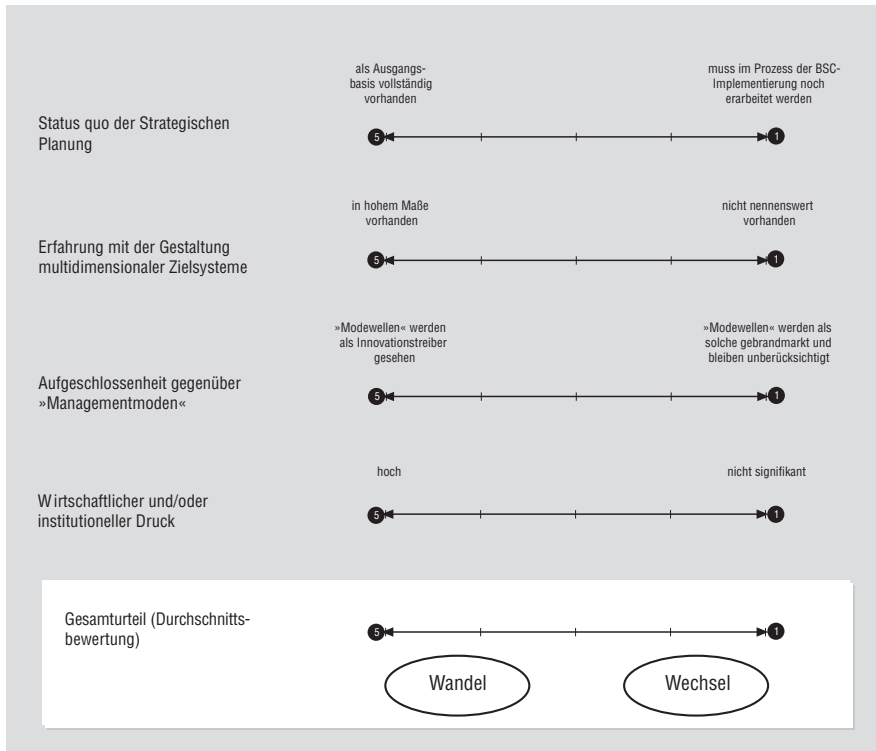 als Ausgangs-
basis vollständig
vorhanden
muss im Prozess der BSC-
Implementierung noch
erarbeitet werden
Status quo der Strategischen
Planung
5
1
in hohem Maße
vorhanden
nicht nennenswert
vorhanden
Erfahrung mit der Gestaltung
multidimensionaler Zielsysteme
5
1
»Modewellen« werden
als Innovationstreiber
gesehen
»Modewellen« werden als
solche gebrandmarkt und
bleiben unberücksichtigt
Aufgeschlossenheit gegenüber
»Managementmoden«
5
1
hoch
nicht signifikant
Wirtschaftlicher und/oder
institutioneller Druck
5
1
Gesamturteil (Durchschnitts-
bewertung)
5
1
Wandel
Wechsel